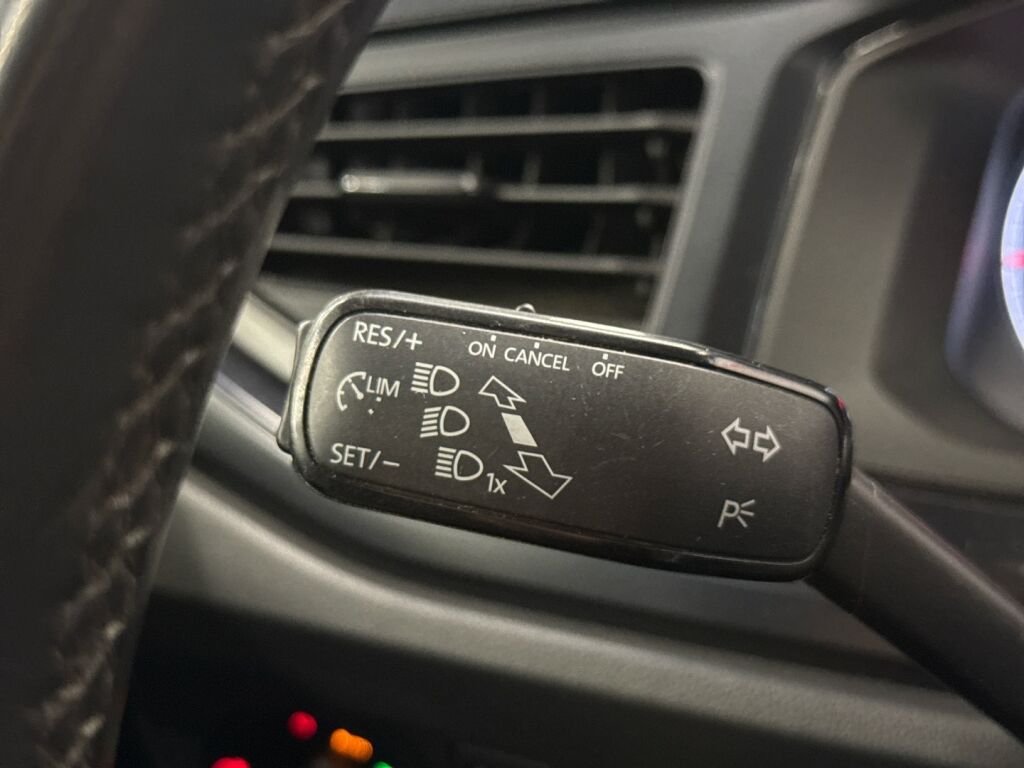 RES/+
ON CANCEL OFF
LIM
SET/−
1x
P